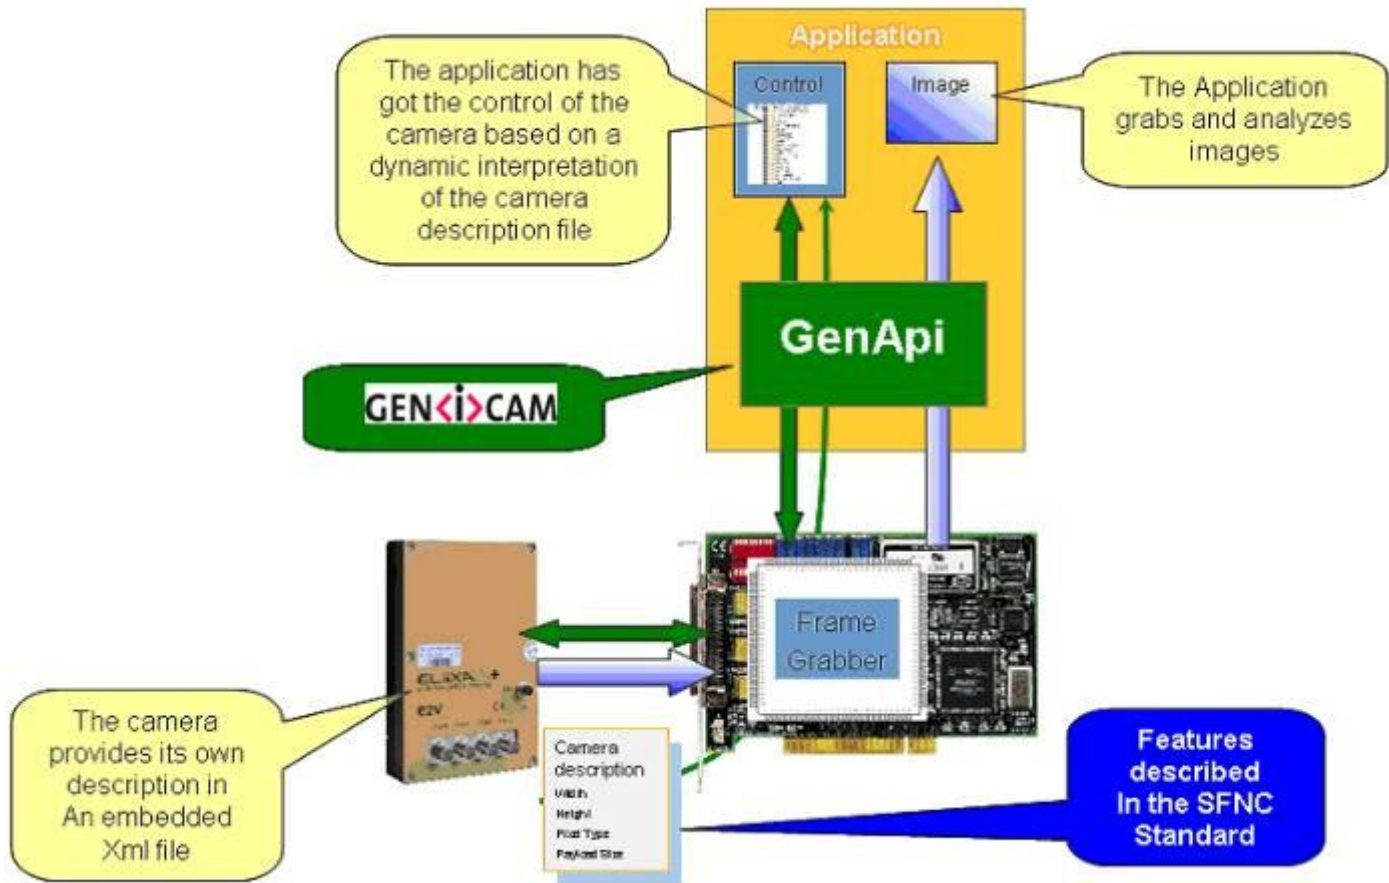 Application
The application has
got the control of the
camera based on a
dynamic interpretation
of the camera
description file
Control
Image
The Application
grabs and analyzes
images
GenApi
GEN<i>CAM
Frame
Grabber
e2v
The camera
provides its own
description in
An embedded
Xml file
Camera
description
Width
Height
Pixel Type
Payload Size
Features
described
In the SFNC
Standard